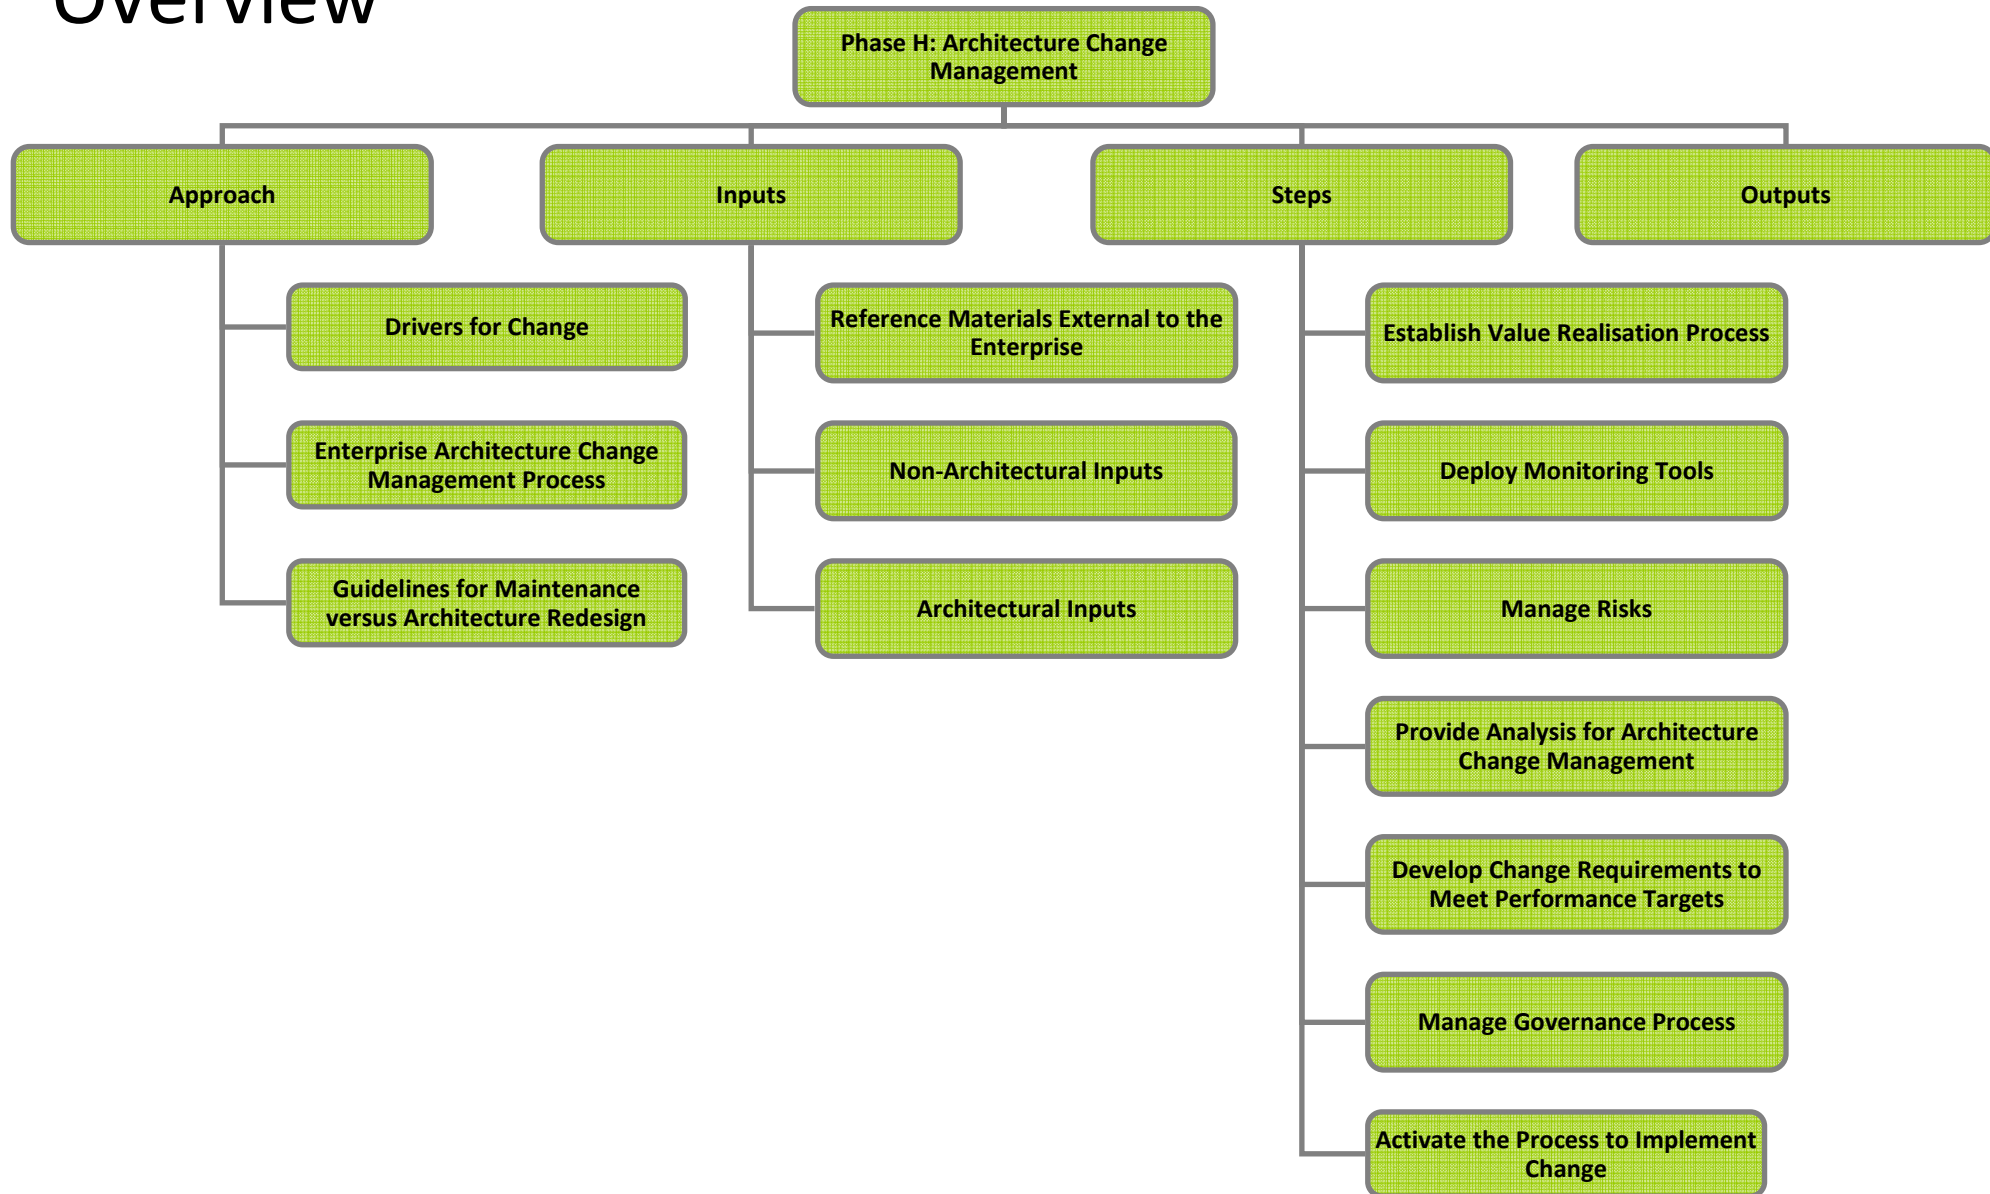 Overview
Phase H: Architecture Change
Management
Approach
Inputs
Steps
Outputs
Drivers for Change
Enterprise Architecture Change
Management Process
Guidelines for Maintenance
versus Architecture Redesign
Reference Materials External to the
Enterprise
Non-Architectural Inputs
Architectural Inputs
Establish Value Realisation Process
Deploy Monitoring Tools
Manage Risks
Provide Analysis for Architecture
Change Management
Develop Change Requirements to
Meet Performance Targets
Manage Governance Process
Activate the Process to Implement
Change